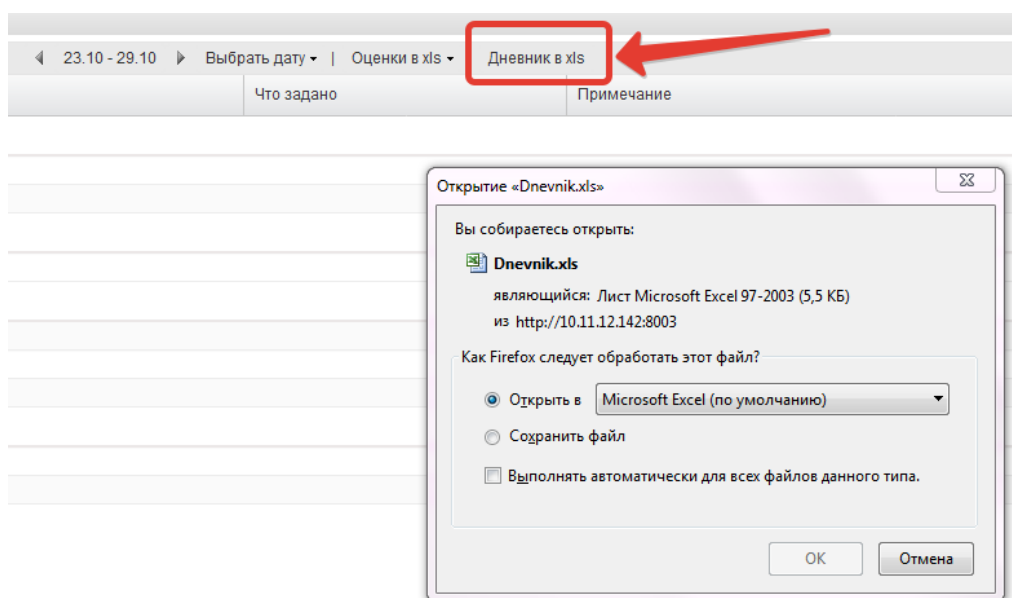 23.10 - 29.10 Выбрать дату | Оценки в xls Дневник в xls
Что задано Примечание
Открытие «Dnevnik.xls»
Вы собираетесь открыть:
Dnevnik.xls
являющийся: Лист Microsoft Excel 97-2003 (5,5 КБ)
из http://10.11.12.142:8003
Как Firefox следует обработать этот файл?
Открыть в Microsoft Excel (по умолчанию)
Сохранить файл
Выполнять автоматически для всех файлов данного типа.
ОК Отмена